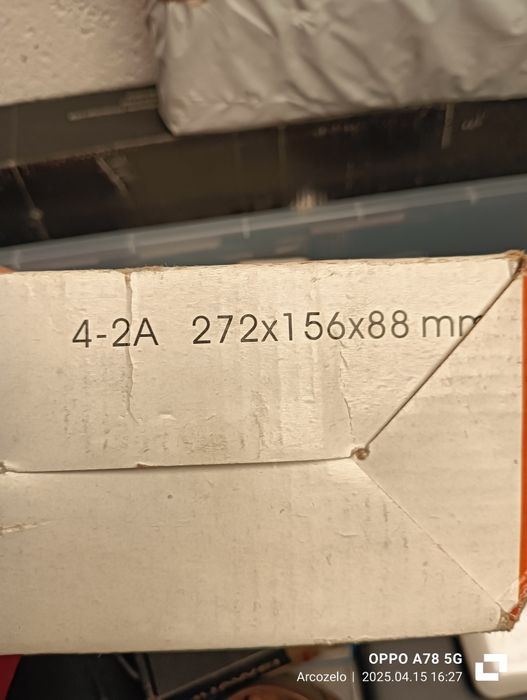 4-2A 272x156x88 mm
OPPO A78 5G
Arcozelo | 2025.04.15 16:27